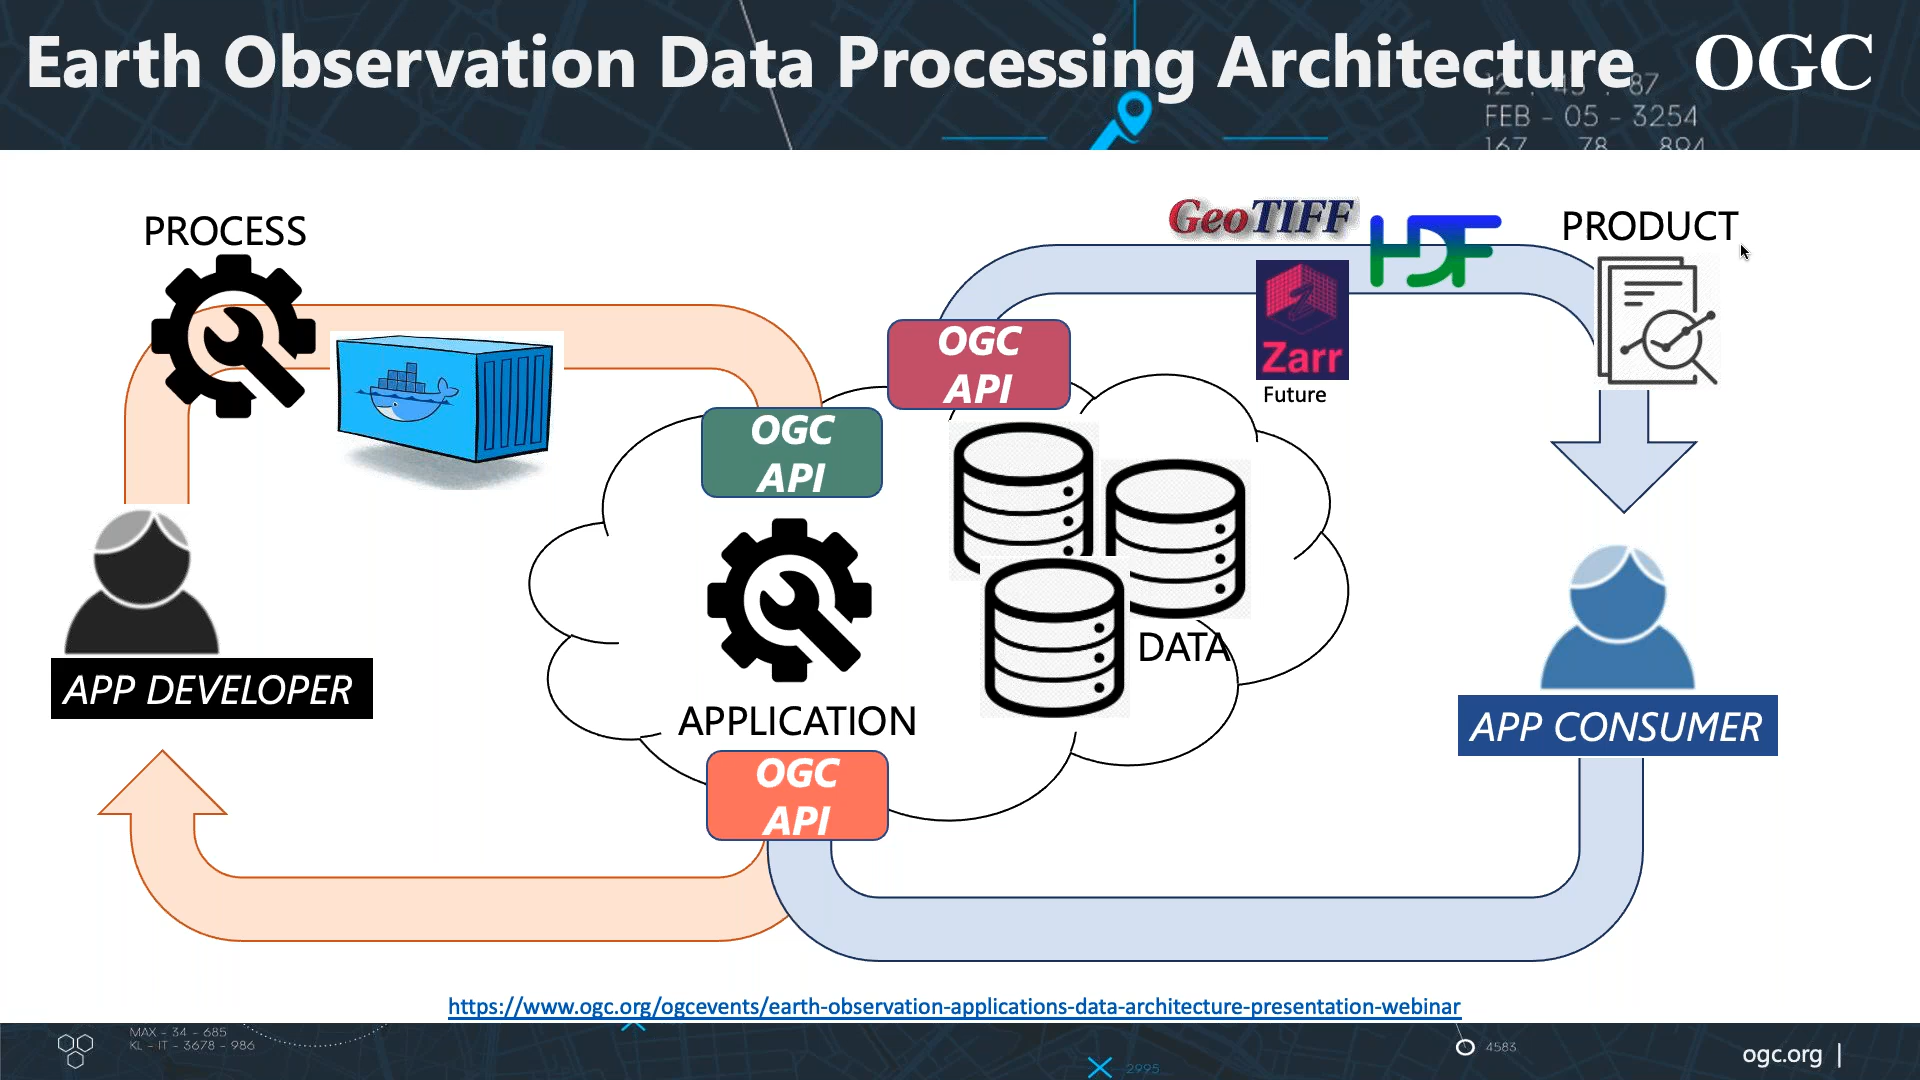 Earth Observation Data Processing Architecture
OGC
FEB - 05 - 3254
PROCESS
GeoTIFF
HDF
PRODUCT
Zarr
Future
OGC
API
OGC
API
DATA
APP DEVELOPER
APPLICATION
APP CONSUMER
OGC
API
https://www.ogc.org/ogcevents/earth-observation-applications-data-architecture-presentation-webinar
MAX - 34 - 685
KL - IT - 3678 - 986
4583
2995
ogc.org |